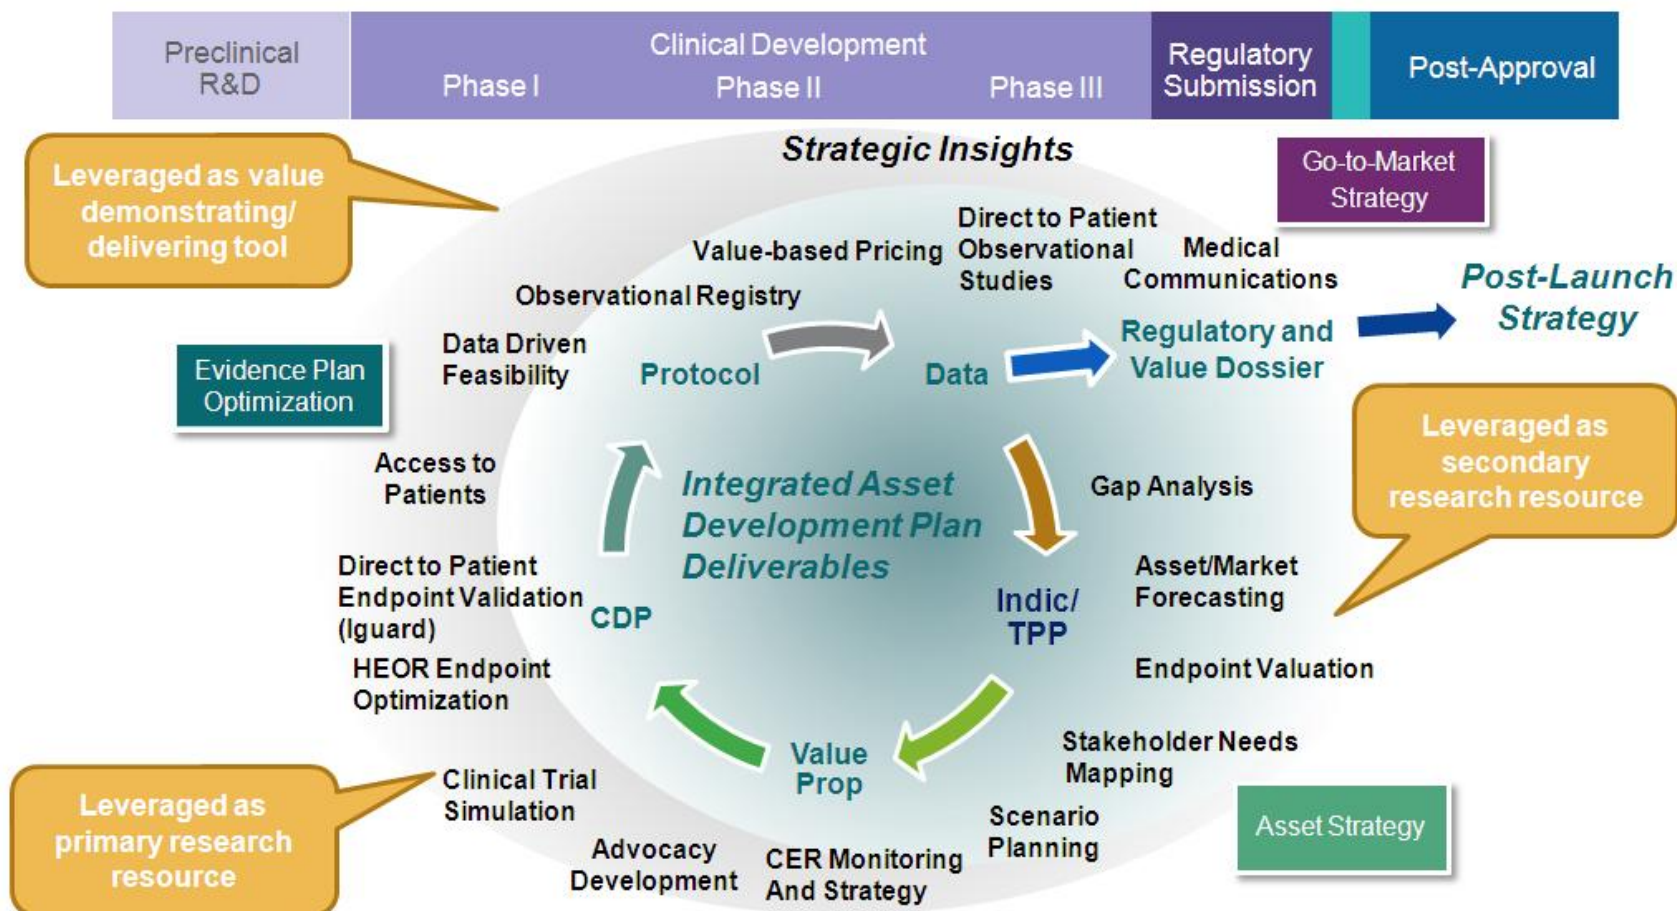 Preclinical
R&D
Clinical Development
Phase I
Phase II
Phase III
Regulatory
Submission
Post-Approval
Strategic Insights
Go-to-Market
Strategy
Leveraged as value
demonstrating/
delivering tool
Direct to Patient
Observational
Studies
Value-based Pricing
Medical
Communications
Observational Registry
Post-Launch
Strategy
Data Driven
Feasibility
Protocol
Data
Regulatory and
Value Dossier
Evidence Plan
Optimization
Leveraged as
secondary
research resource
Access to
Patients
Integrated Asset
Development Plan
Deliverables
Gap Analysis
Direct to Patient
Endpoint Validation
(Iguard)
CDP
Indic/
TPP
Asset/Market
Forecasting
HEOR Endpoint
Optimization
Endpoint Valuation
Value
Prop
Stakeholder Needs
Mapping
Clinical Trial
Simulation
Leveraged as
primary research
resource
Scenario
Planning
Asset Strategy
Advocacy
Development
CER Monitoring
And Strategy